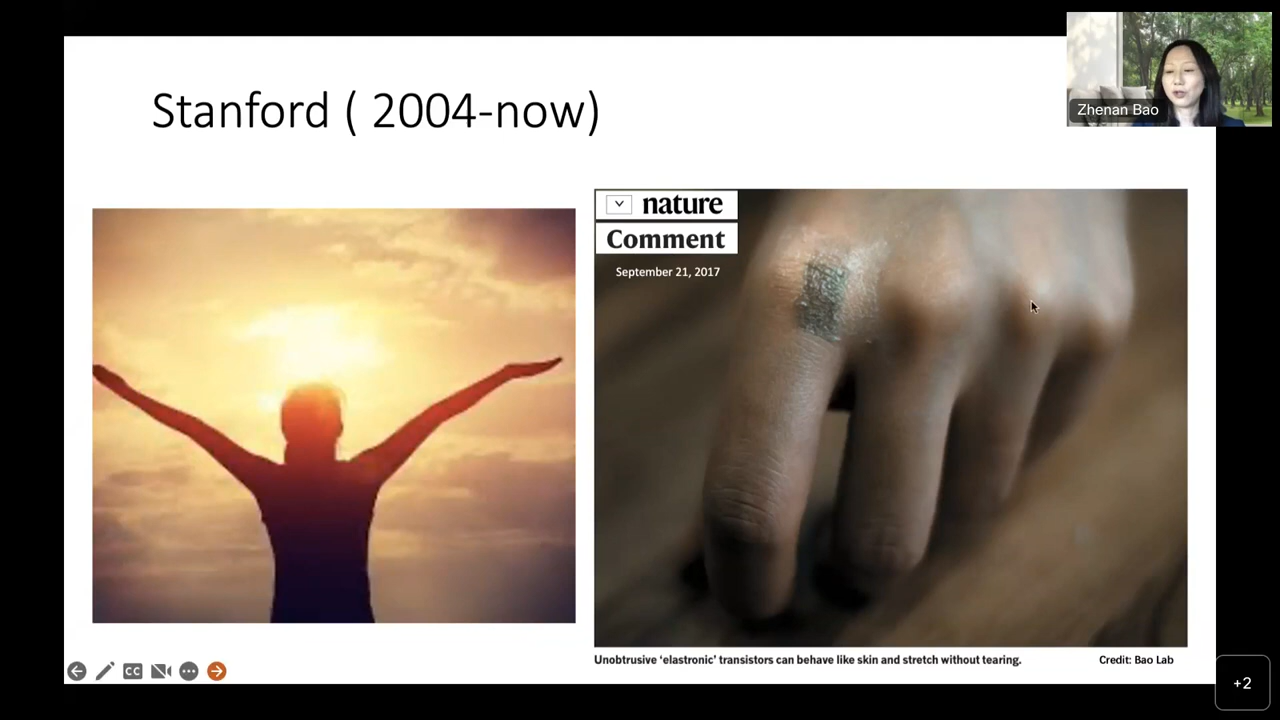 Stanford ( 2004-now)
Zhenan Bao
nature
Comment
September 21, 2017
Unobtrusive ‘elastronic’ transistors can behave like skin and stretch without tearing.
Credit: Bao Lab
CC
+2